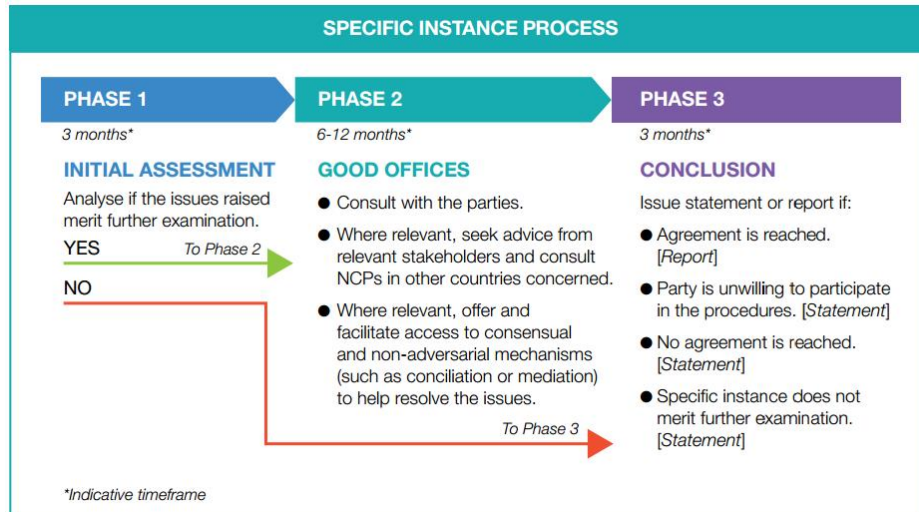 SPECIFIC INSTANCE PROCESS
PHASE 1
3 months*
INITIAL ASSESSMENT
Analyse if the issues raised
merit further examination.
YES To Phase 2
NO
PHASE 2
6-12 months*
GOOD OFFICES
● Consult with the parties.
● Where relevant, seek advice from
relevant stakeholders and consult
NCPs in other countries concerned.
● Where relevant, offer and
facilitate access to consensual
and non-adversarial mechanisms
(such as conciliation or mediation)
to help resolve the issues.
To Phase 3
PHASE 3
3 months*
CONCLUSION
Issue statement or report if:
● Agreement is reached.
[Report]
● Party is unwilling to participate
in the procedures. [Statement]
● No agreement is reached.
[Statement]
● Specific instance does not
merit further examination.
[Statement]
*Indicative timeframe